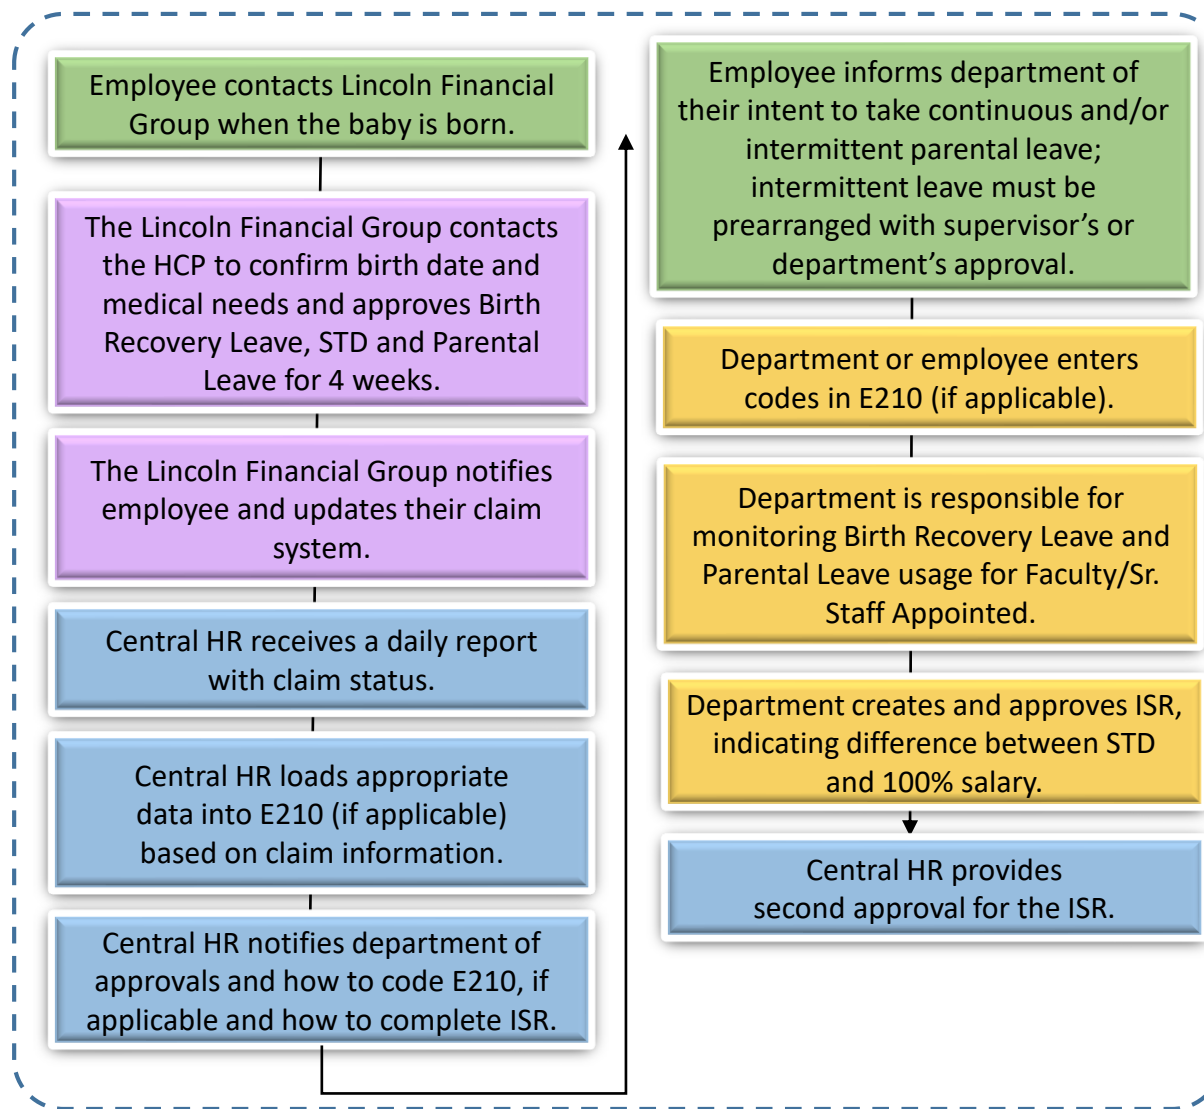 Employee contacts Lincoln Financial
Group when the baby is born.
The Lincoln Financial Group contacts
the HCP to confirm birth date and
medical needs and approves Birth
Recovery Leave, STD and Parental
Leave for 4 weeks.
The Lincoln Financial Group notifies
employee and updates their claim
system.
Central HR receives a daily report
with claim status.
Central HR loads appropriate
data into E210 (if applicable)
based on claim information.
Central HR notifies department of
approvals and how to code E210, if
applicable and how to complete ISR.
Employee informs department of
their intent to take continuous and/or
intermittent parental leave;
intermittent leave must be
prearranged with supervisor’s or
department’s approval.
Department or employee enters
codes in E210 (if applicable).
Department is responsible for
monitoring Birth Recovery Leave and
Parental Leave usage for Faculty/Sr.
Staff Appointed.
Department creates and approves ISR,
indicating difference between STD
and 100% salary.
Central HR provides
second approval for the ISR.